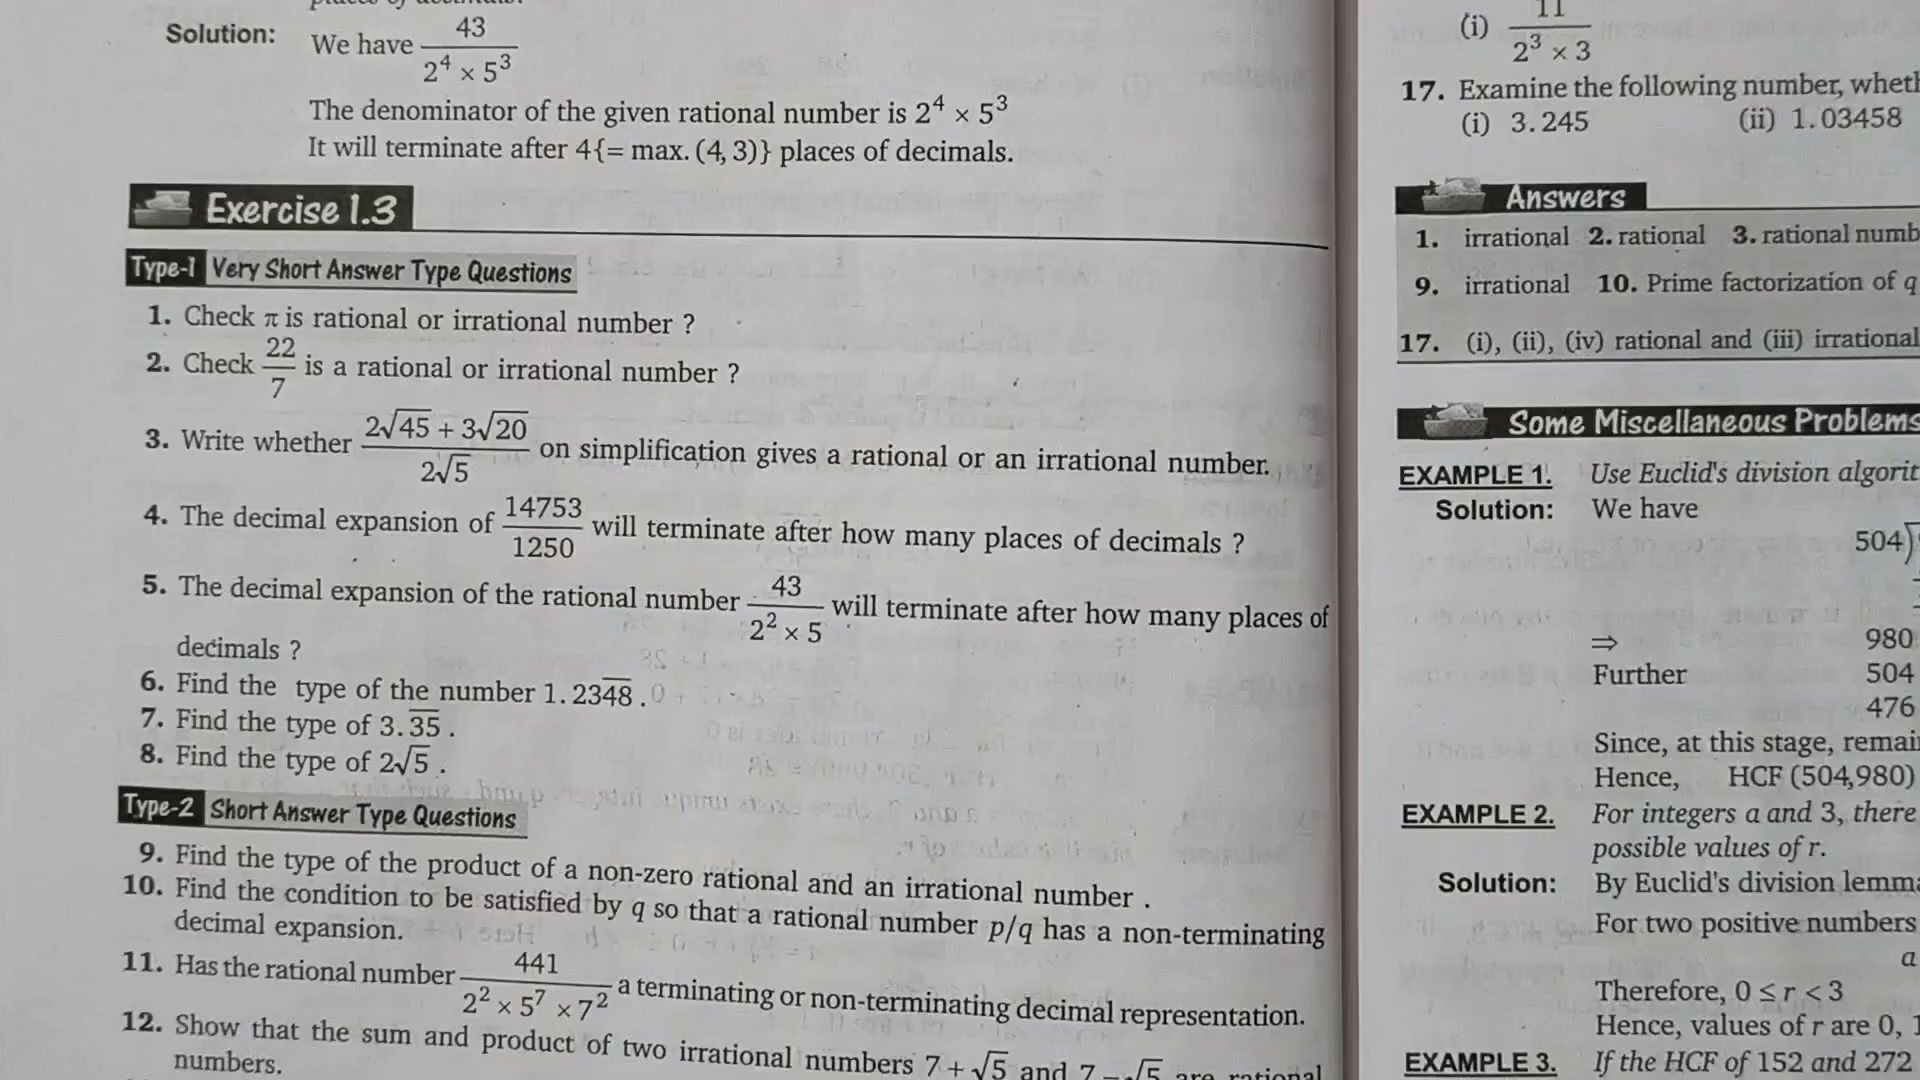 Solution: We have 43 / 2⁴ × 5³
The denominator of the given rational number is 2⁴ × 5³
It will terminate after 4{= max. (4, 3)} places of decimals.
Exercise 1.3
Type-1 Very Short Answer Type Questions
1. Check π is rational or irrational number ?
2. Check 22/7 is a rational or irrational number ?
3. Write whether (2√45 + 3√20) / 2√5 on simplification gives a rational or an irrational number.
4. The decimal expansion of 14753/1250 will terminate after how many places of decimals ?
5. The decimal expansion of the rational number 43 / 2² × 5 will terminate after how many places of
decimals ?
6. Find the type of the number 1.23‾48‾.
7. Find the type of 3.‾35‾.
8. Find the type of 2√5.
Type-2 Short Answer Type Questions
9. Find the type of the product of a non-zero rational and an irrational number .
10. Find the condition to be satisfied by q so that a rational number p/q has a non-terminating
decimal expansion.
11. Has the rational number 441 / 2² × 5⁷ × 7² a terminating or non-terminating decimal representation.
12. Show that the sum and product of two irrational numbers 7 + √5 and 7 − √5 are rational
numbers.
(i) 11 / 2³ × 3
17. Examine the following number,
(i) 3.245 (ii) 1.03458
Answers
1. irrational 2. rational 3. rational
9. irrational 10. Prime factorization of q
17. (i), (ii), (iv) rational and (iii) irrational
Some Miscellaneous Problems
EXAMPLE 1. Use Euclid's division
Solution: We have
504)
⇒ 980
Further 504
476
Since, at this stage,
Hence, HCF (504,980)
EXAMPLE 2. For integers a and 3, there
possible values of r.
Solution: By Euclid's division
For two positive numbers
a
Therefore, 0 ≤ r < 3
Hence, values of r are 0, 1
EXAMPLE 3. If the HCF of 152 and 272